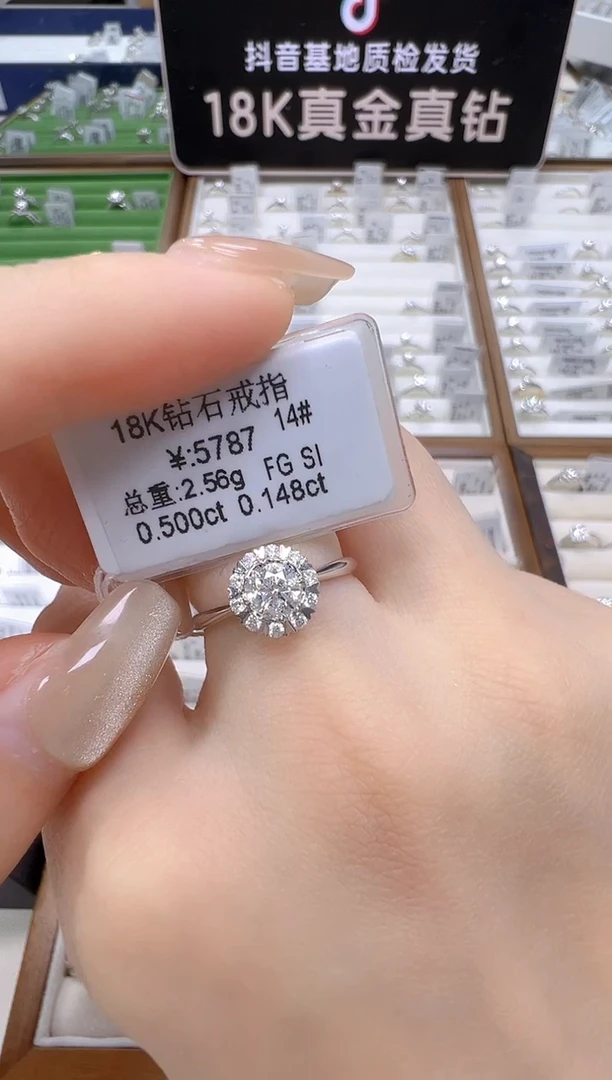 抖音基地质检发货
18K真金真钻
18K钻石戒指
14#
¥:5787
总重:2.56g FG SI
0.500ct 0.148ct